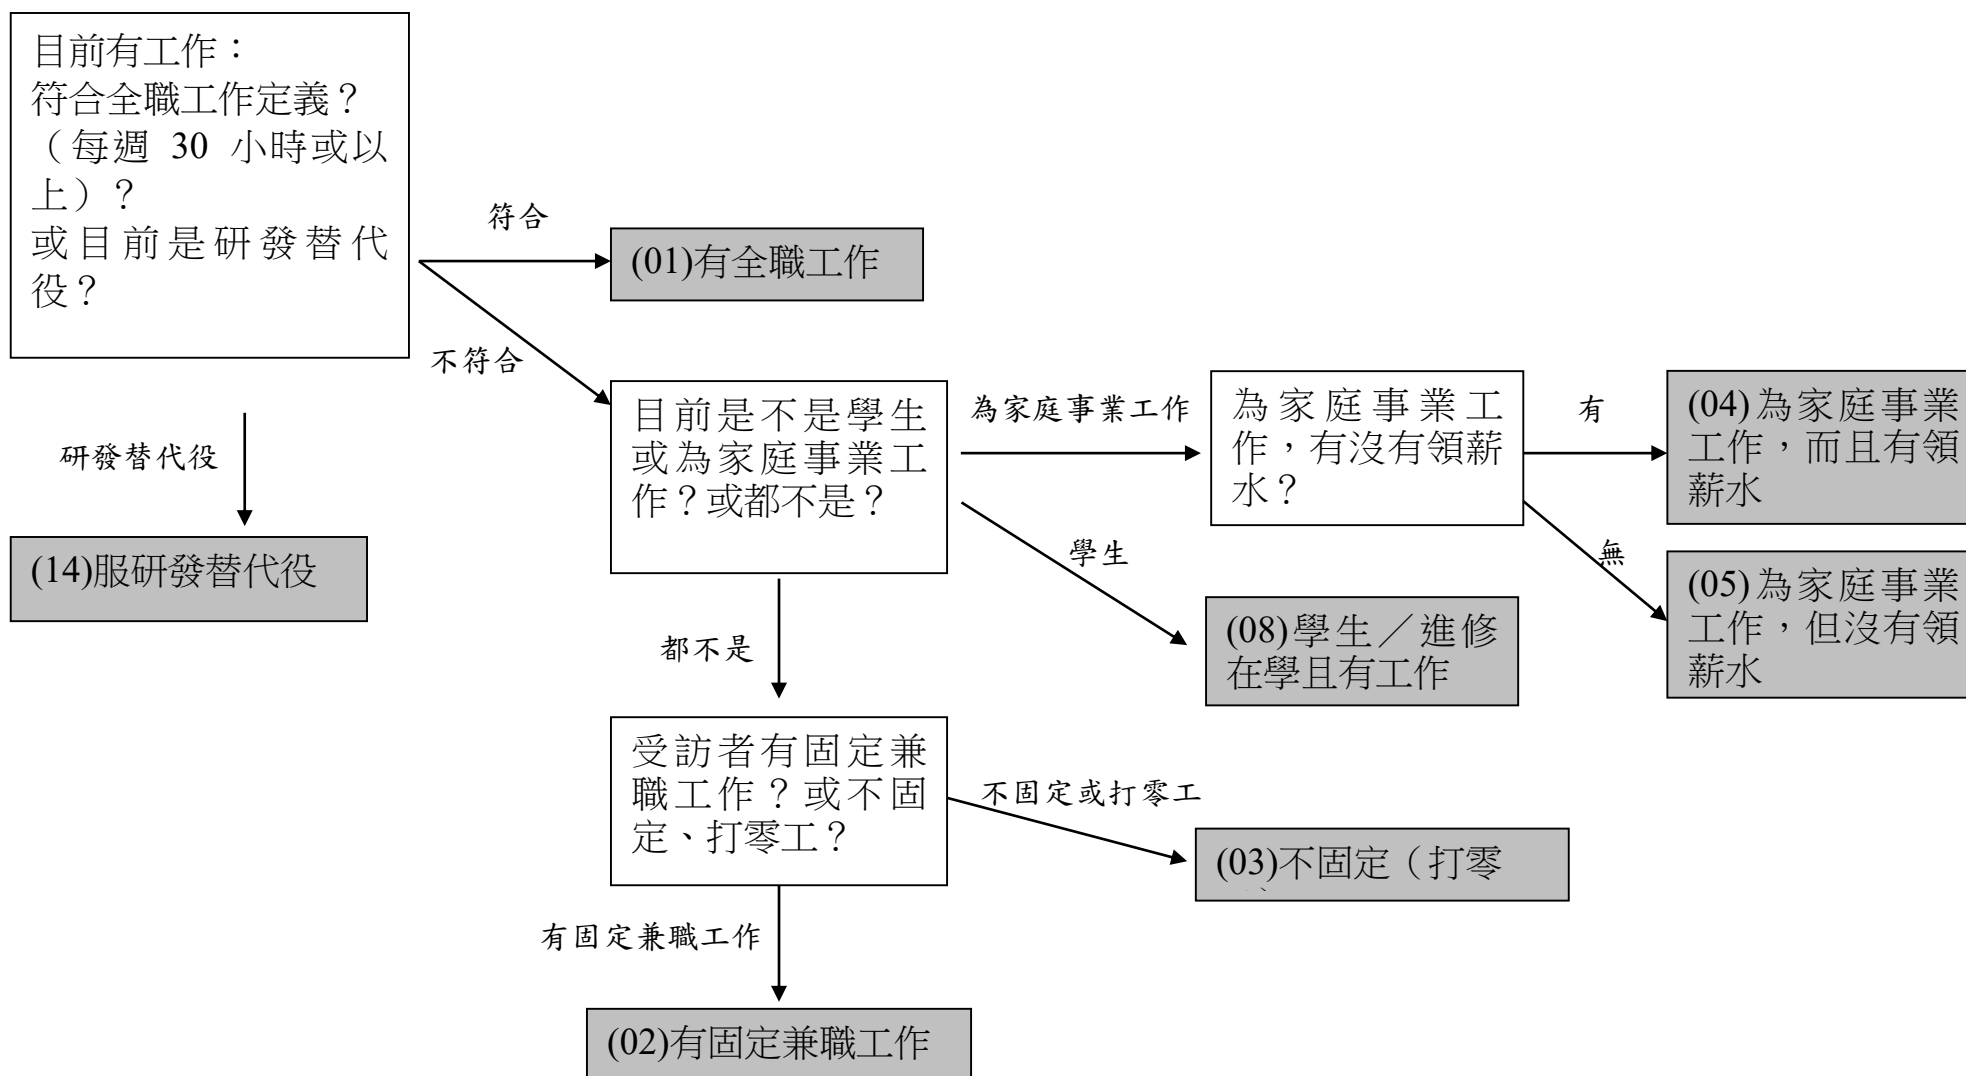 目前有工作：
符合全職工作定義？
（每週 30 小時或以
上）？
或目前是研發替代
役？
符合
(01)有全職工作
不符合
研發替代役
(14)服研發替代役
目前是不是學生
或為家庭事業工
作？或都不是？
為家庭事業工作
為家庭事業工
作，有沒有領薪
水？
有
(04)為家庭事業
工作，而且有領
薪水
無
(05)為家庭事業
工作，但沒有領
薪水
學生
(08)學生／進修
在學且有工作
都不是
受訪者有固定兼
職工作？或不固
定、打零工？
不固定或打零工
(03)不固定（打零
有固定兼職工作
(02)有固定兼職工作